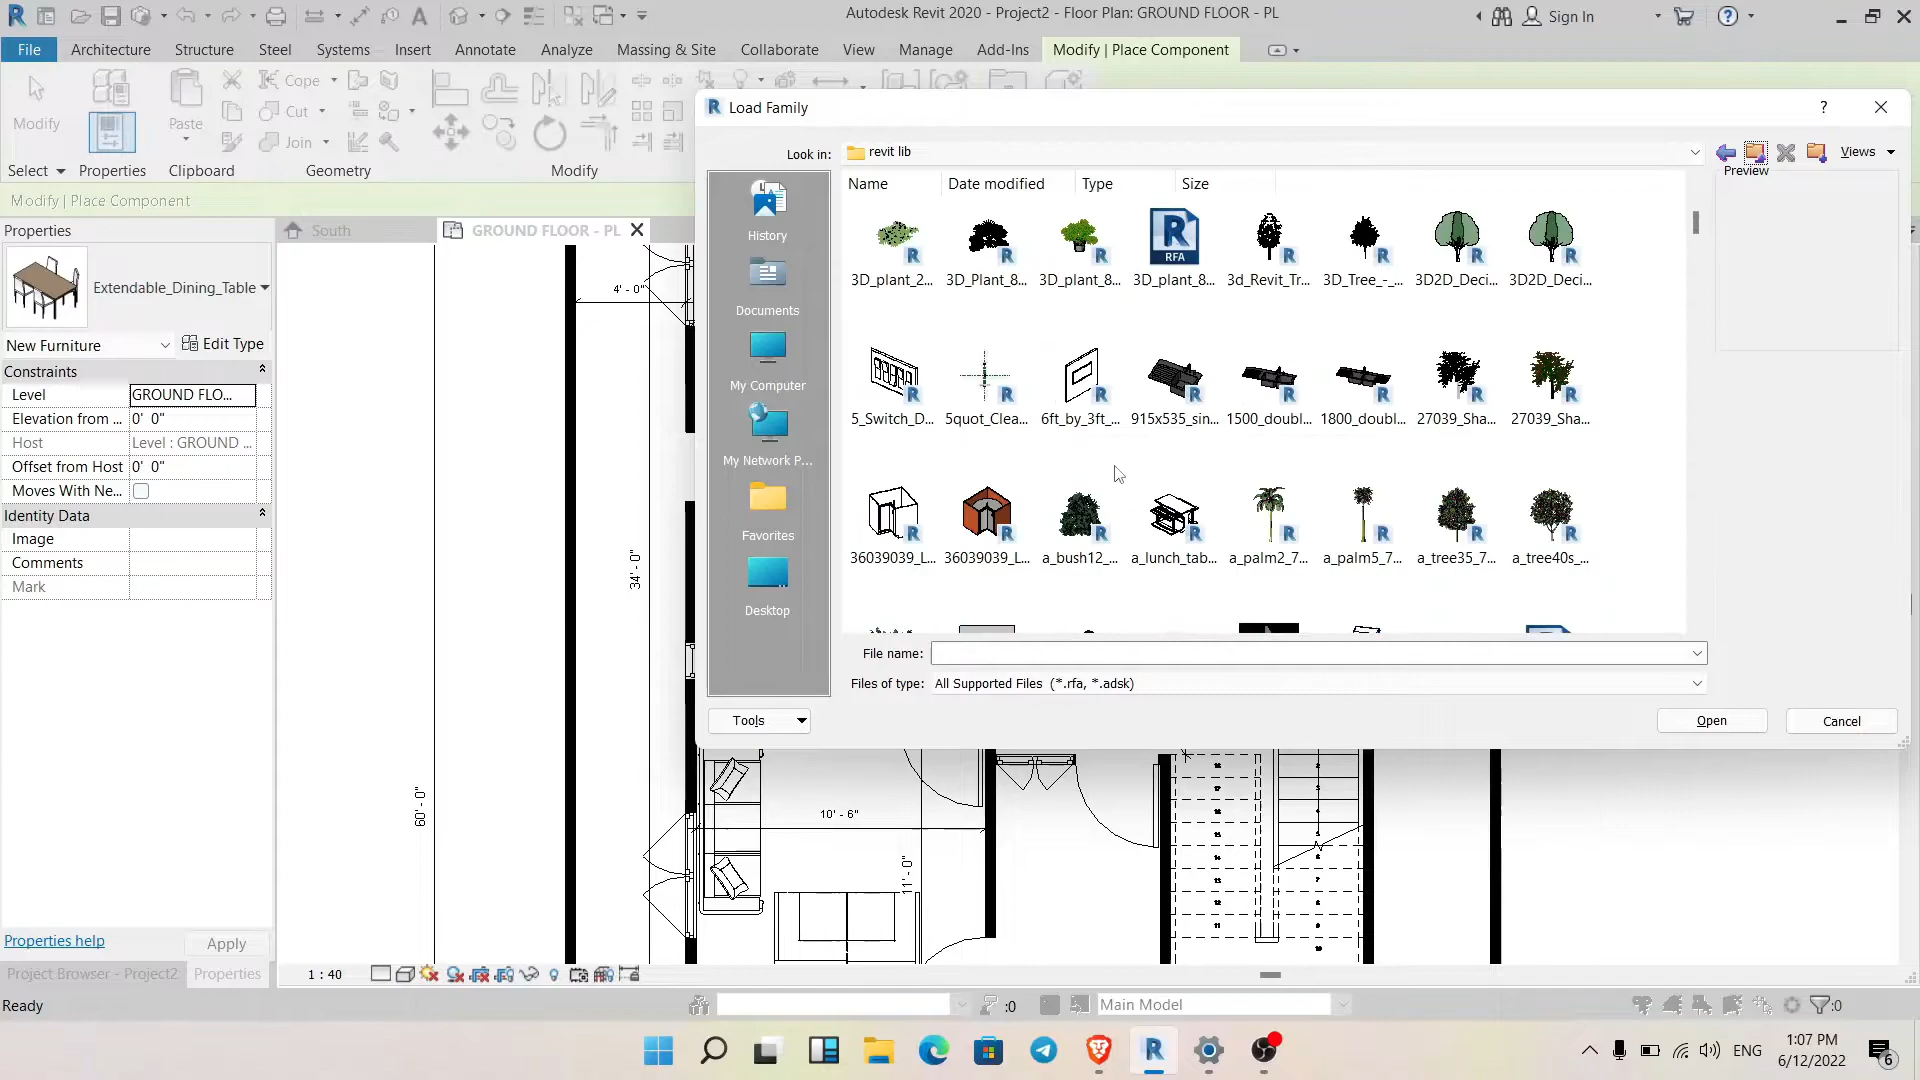 Autodesk Revit 2020 - Project2 - Floor Plan: GROUND FLOOR - PL
Sign In
File Architecture Structure Steel Systems Insert Annotate Analyze Massing & Site Collaborate View Manage Add-Ins Modify | Place Component
Modify
Paste
Cope
Cut
Join
Select Properties Clipboard Geometry Modify
Modify | Place Component
Properties
South
GROUND FLOOR - PL
Extendable_Dining_Table
New Furniture
Edit Type
Constraints
Level GROUND FLO...
Elevation from ... 0' 0"
Host Level : GROUND ...
Offset from Host 0' 0"
Moves With Ne...
Identity Data
Image
Comments
Mark
Properties help
Apply
Project Browser - Project2
Properties
Ready
Load Family
Look in: revit lib
Views
Preview
Name Date modified Type Size
History
Documents
My Computer
My Network P...
Favorites
Desktop
RFA
3D_plant_2... 3D_Plant_8... 3D_plant_8... 3D_plant_8... 3d_Revit_Tr... 3D_Tree_-_... 3D2D_Deci... 3D2D_Deci...
5_Switch_D... 5quot_Clea... 6ft_by_3ft_... 915x535_sin... 1500_doubl... 1800_doubl... 27039_Sha... 27039_Sha...
36039039_L... 36039039_L... a_bush12_... a_lunch_tab... a_palm2_7... a_palm5_7... a_tree35_7... a_tree40s_...
File name:
Files of type: All Supported Files (*.rfa, *.adsk)
Tools
Open
Cancel
4' - 0"
34' - 0"
60' - 0"
10' - 6"
11' - 0"
1 : 40
:0
Main Model
:0
ENG
1:07 PM
6/12/2022
6